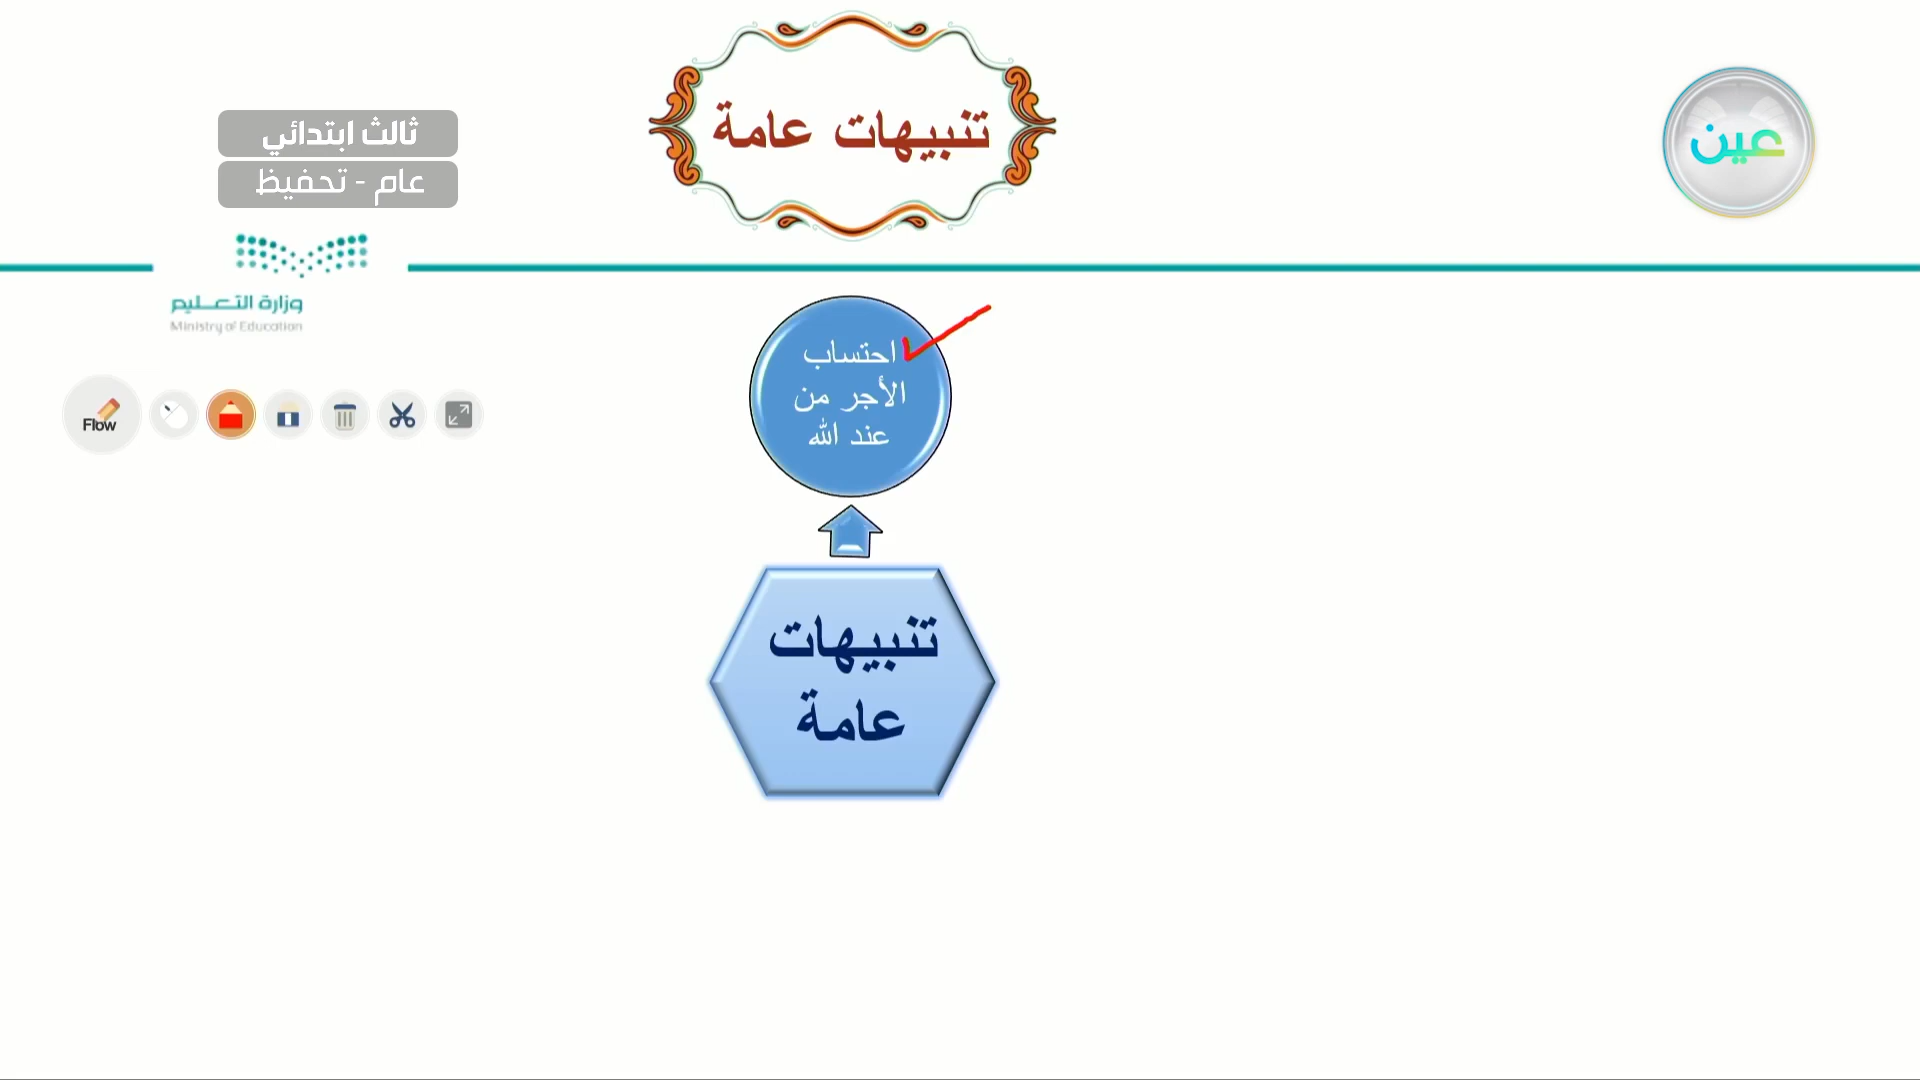 تنبيهات عامة
عين
ثالث ابتدائي
عام - تحفيظ
وزارة التعليم
Ministry of Education
Flow
احتساب
الأجر من
عند الله
تنبيهات
عامة